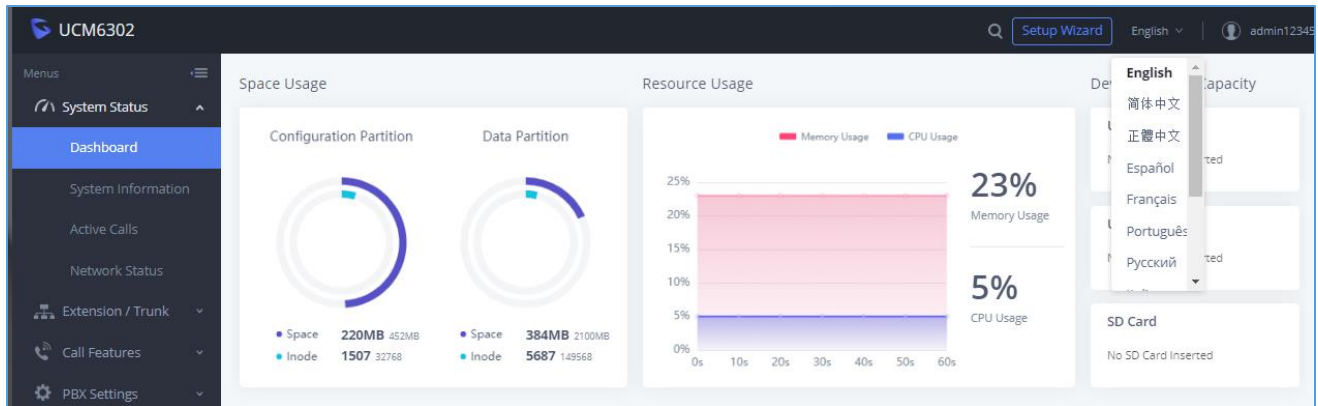 UCM6302
Setup Wizard
English
admin12345
Menus
System Status
Dashboard
System Information
Active Calls
Network Status
Extension / Trunk
Call Features
PBX Settings
Space Usage
Configuration Partition
Data Partition
Space 220MB 452MB
Inode 1507 32768
Space 384MB 2100MB
Inode 5687 149568
Resource Usage
Memory Usage
CPU Usage
25%
20%
15%
10%
5%
0%
0s 10s 20s 30s 40s 50s 60s
23%
Memory Usage
5%
CPU Usage
English
简体中文
正體中文
Español
Français
Português
Русский
SD Card
No SD Card Inserted